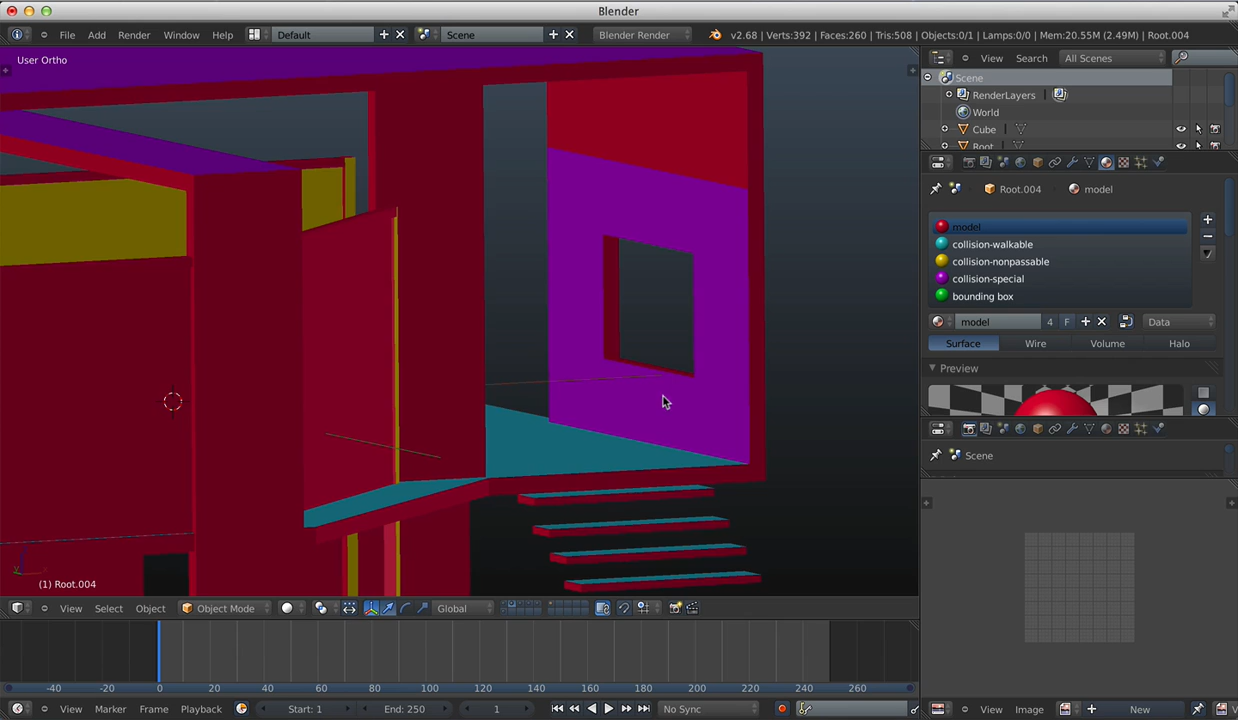 Blender
File Add Render Window Help Default Scene Blender Render v2.68 | Verts:392 | Faces:260 | Tris:508 | Objects:0/1 | Lamps:0/0 | Mem:20.55M (2.49M) | Root.004
User Ortho
View Search All Scenes
Scene
RenderLayers
World
Cube
Root
Root.004 model
model
collision-walkable
collision-nonpassable
collision-special
bounding box
model 4 F Data
Surface Wire Volume Halo
Preview
Scene
(1) Root.004
View Select Object Object Mode Global
-40 -20 0 20 40 60 80 100 120 140 160 180 200 220 240 260
View Marker Frame Playback Start: 1 End: 250 1 No Sync
View Image New